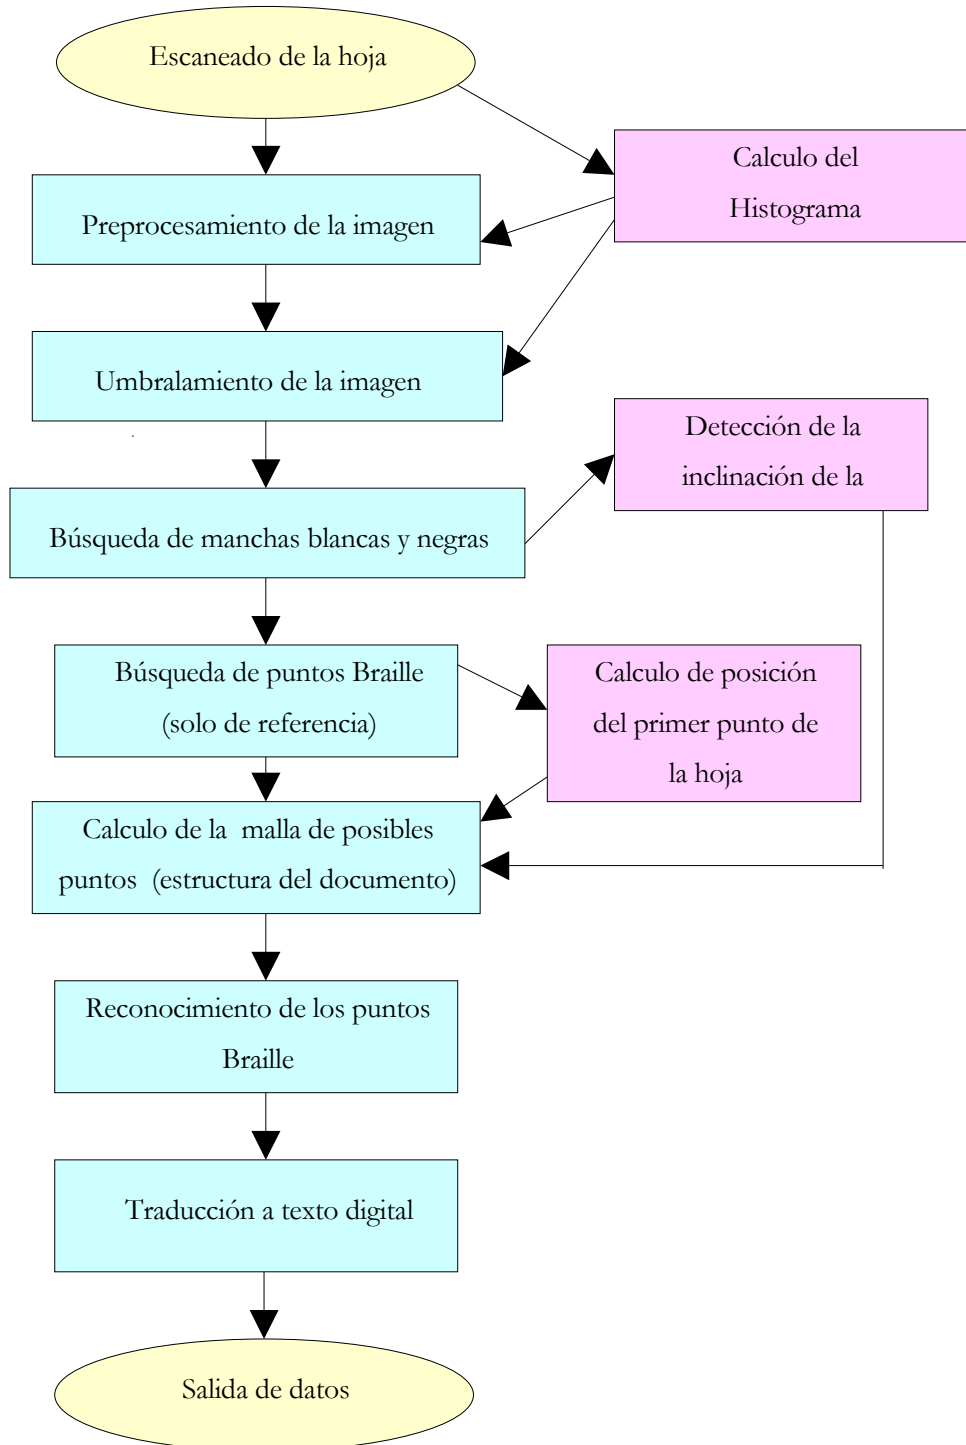 Escaneado de la hoja
Calculo del
Histograma
Preprocesamiento de la imagen
Umbralamiento de la imagen
Detección de la
inclinación de la
Búsqueda de manchas blancas y negras
Búsqueda de puntos Braille
(solo de referencia)
Calculo de posición
del primer punto de
la hoja
Calculo de la  malla de posibles
puntos  (estructura del documento)
Reconocimiento de los puntos
Braille
Traducción a texto digital
Salida de datos